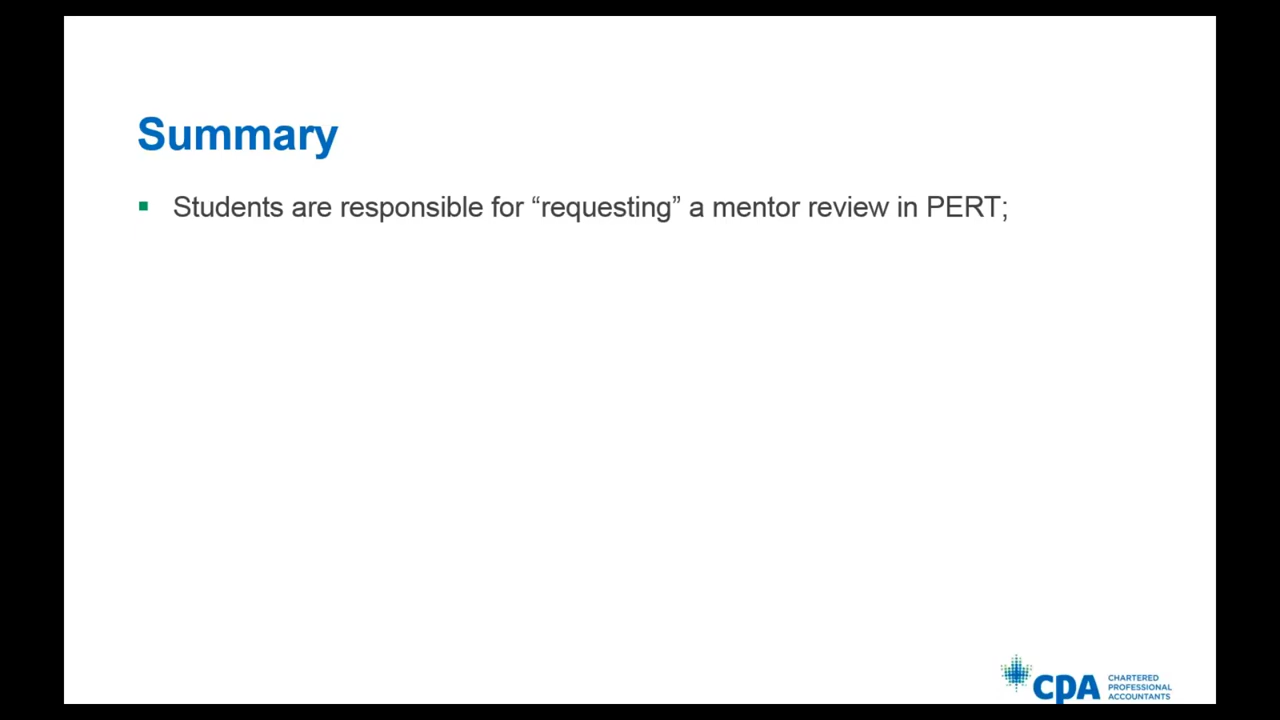 Summary
Students are responsible for “requesting” a mentor review in PERT;
CPA
CHARTERED
PROFESSIONAL
ACCOUNTANTS